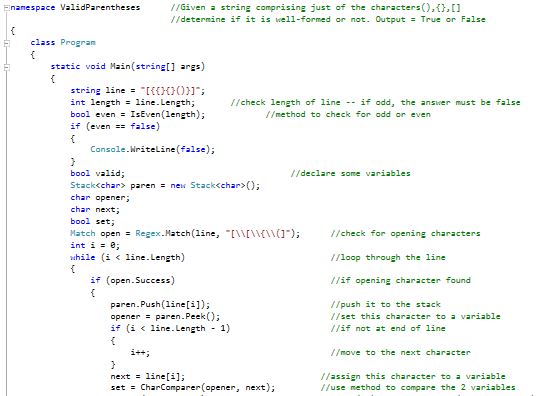 namespace ValidParentheses //Given a string comprising just of the characters(),{},[]
//determine if it is well-formed or not. Output = True or False
{
class Program
{
static void Main(string[] args)
{
string line = "[{{}{}()}]";
int length = line.Length; //check length of line -- if odd, the answer must be false
bool even = IsEven(length); //method to check for odd or even
if (even == false)
{
Console.WriteLine(false);
}
bool valid; //declare some variables
Stack<char> paren = new Stack<char>();
char opener;
char next;
bool set;
Match open = Regex.Match(line, "[\\[\\{\\(]"); //check for opening characters
int i = 0;
while (i < line.Length) //loop through the line
{
if (open.Success) //if opening character found
{
paren.Push(line[i]); //push it to the stack
opener = paren.Peek(); //set this character to a variable
if (i < line.Length - 1) //if not at end of line
{
i++; //move to the next character
}
next = line[i]; //assign this character to a variable
set = CharComparer(opener, next); //use method to compare the 2 variables